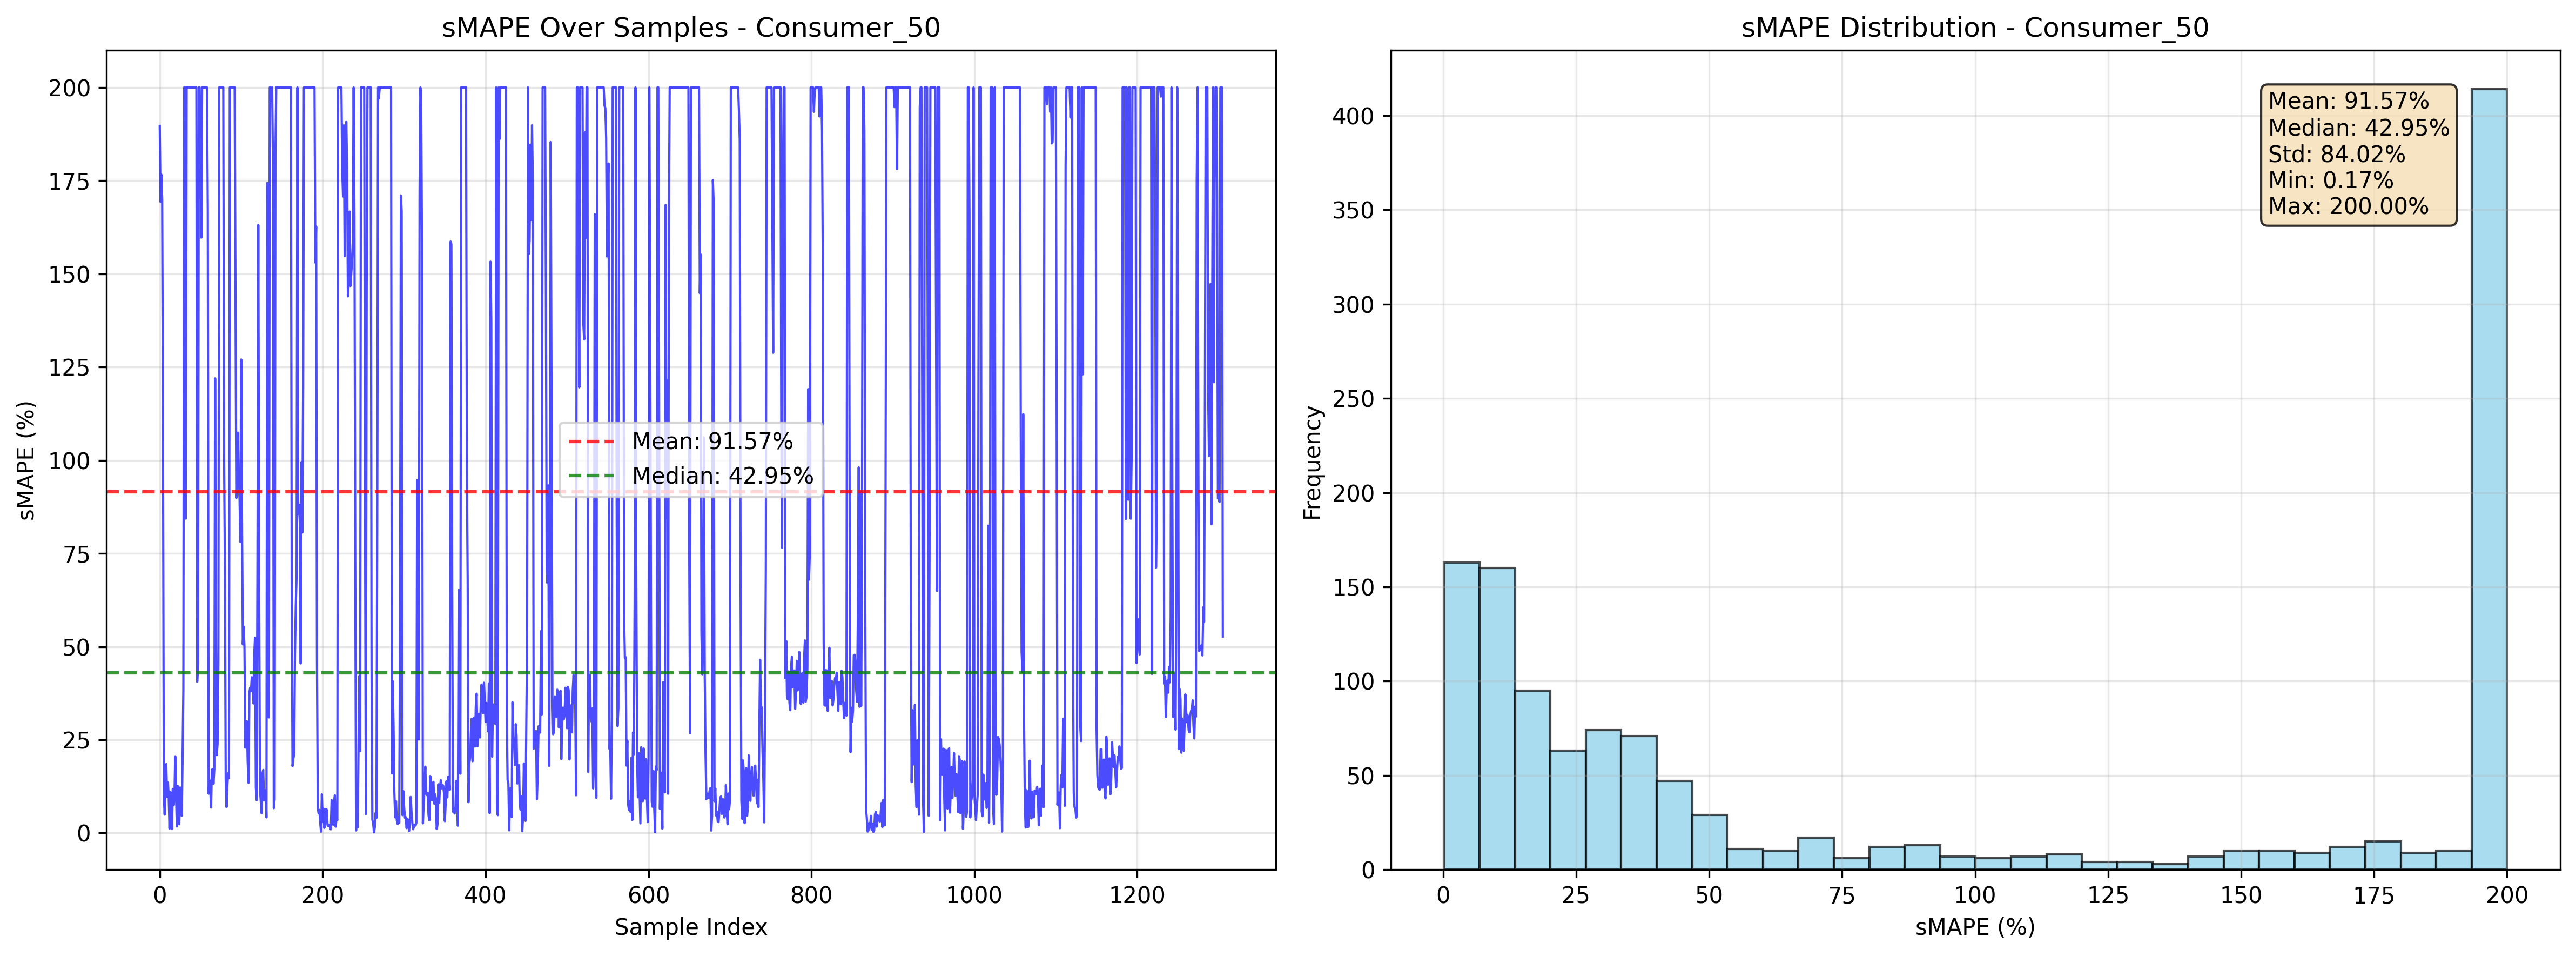 sMAPE Over Samples - Consumer_50
200
175
150
125
100
75
50
25
0
sMAPE (%)
Mean: 91.57%
Median: 42.95%
0 200 400 600 800 1000 1200
Sample Index
sMAPE Distribution - Consumer_50
400
350
300
250
200
150
100
50
0
Frequency
Mean: 91.57%
Median: 42.95%
Std: 84.02%
Min: 0.17%
Max: 200.00%
0 25 50 75 100 125 150 175 200
sMAPE (%)